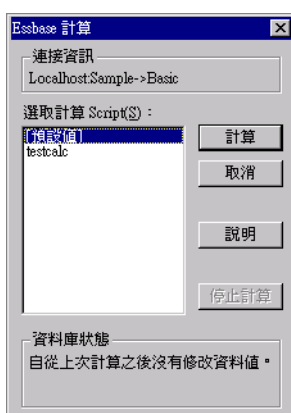 Essbase 計算
連接資訊
Localhost:Sample->Basic
選取計算 Script(S)：
[預設值]
testcalc
計算
取消
說明
停止計算
資料庫狀態
自從上次計算之後沒有修改資料值。